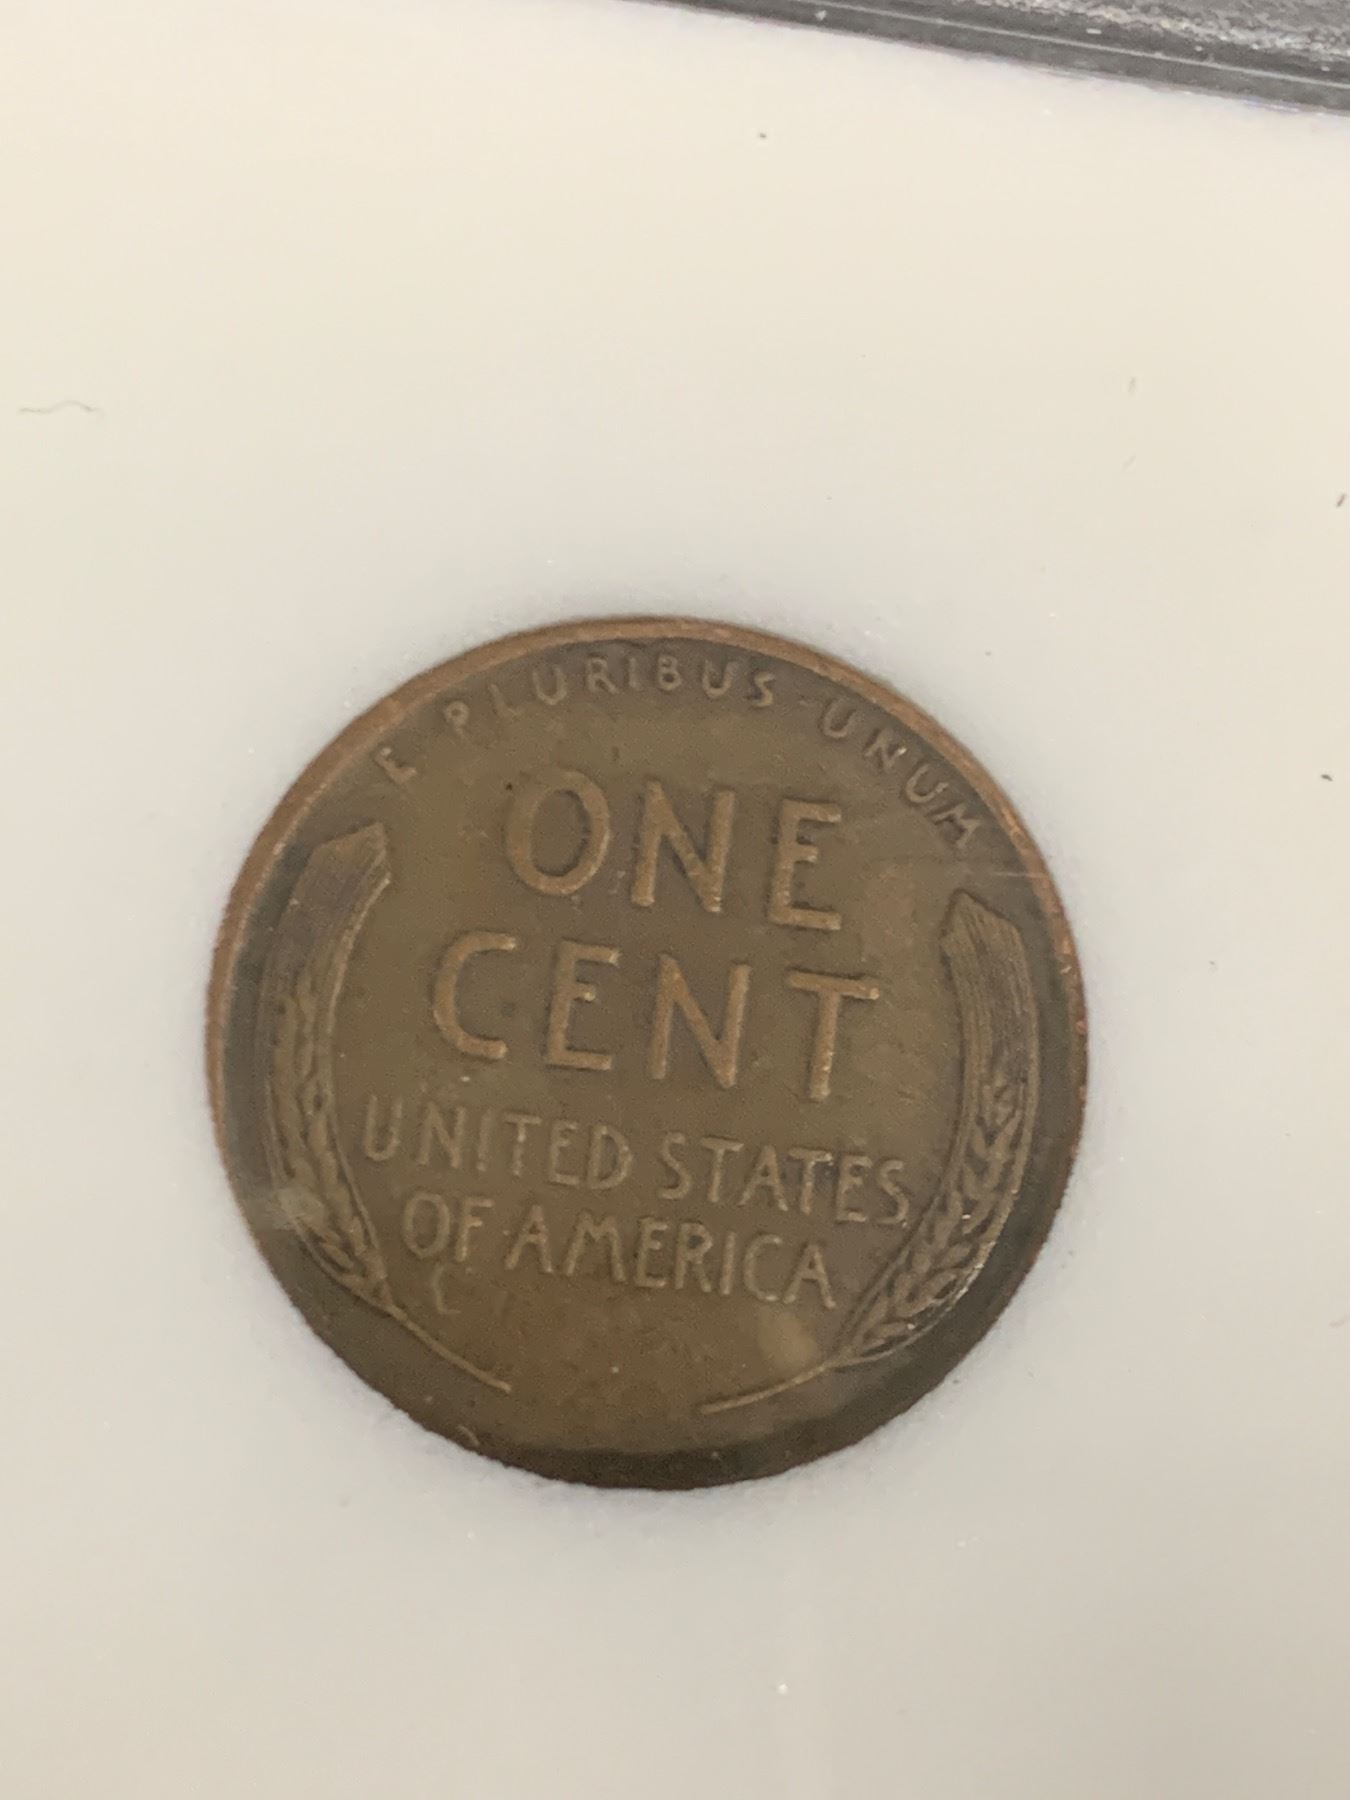 E PLURIBUS UNUM
ONE
CENT
UNITED STATES
OF AMERICA